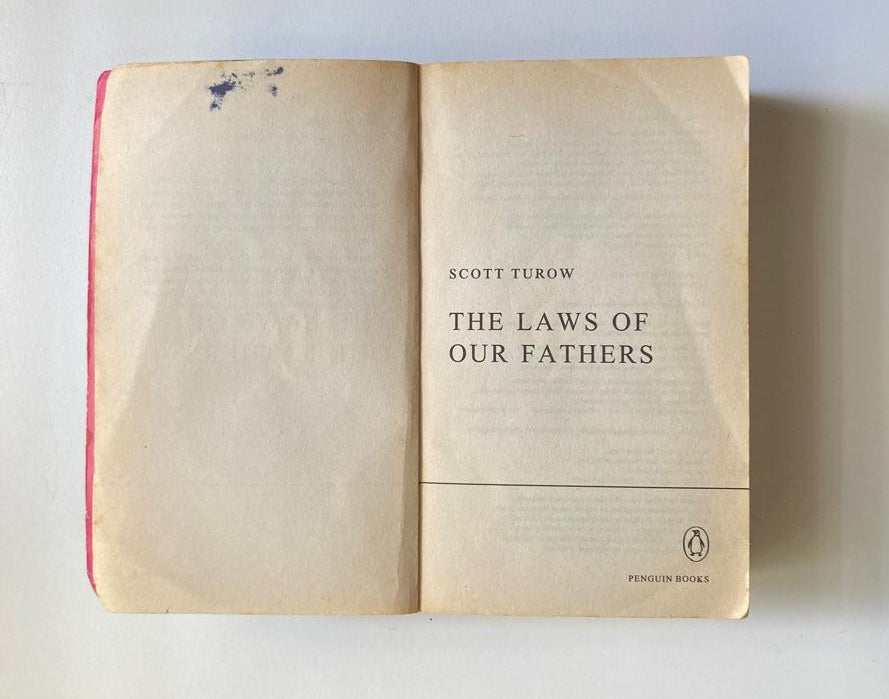 SCOTT TUROW
THE LAWS OF
OUR FATHERS
PENGUIN BOOKS